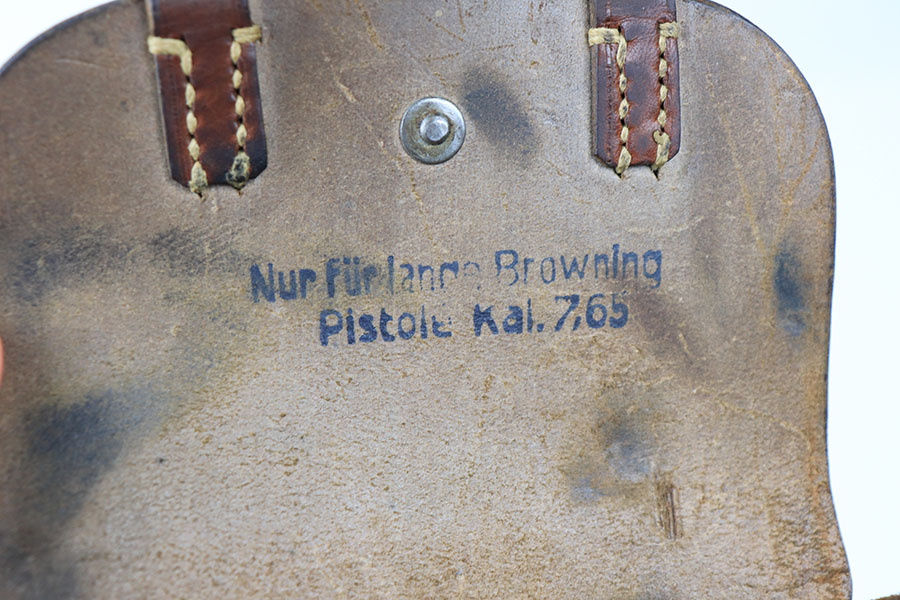 Nur für lange Browning
Pistole Kal. 7,65